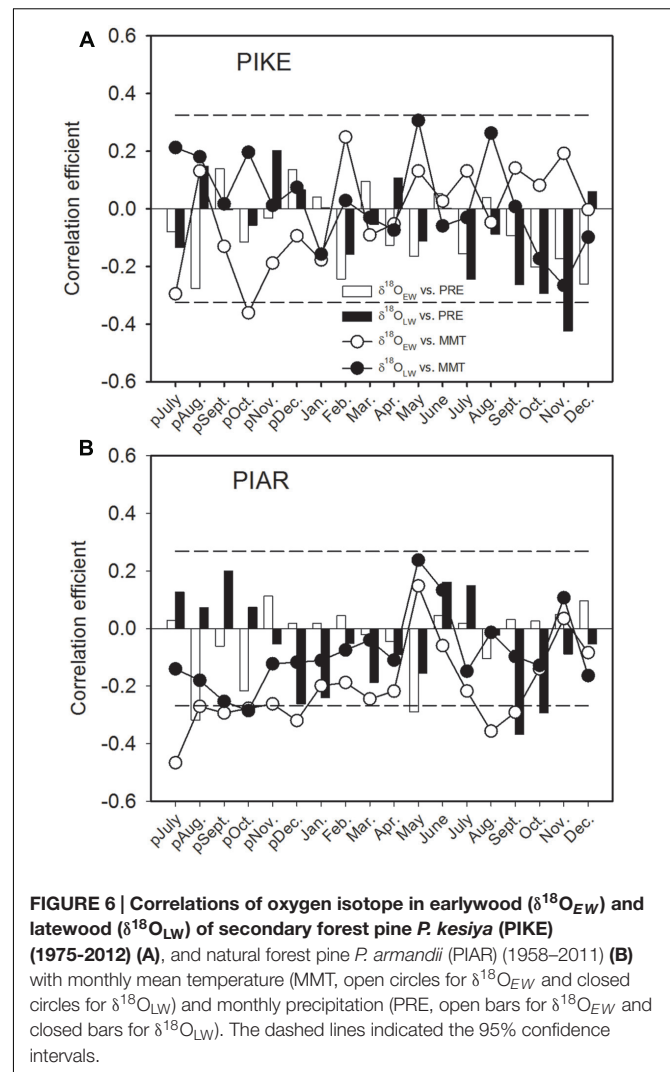 A
PIKE
0.6
0.4
0.2
0.0
-0.2
-0.4
-0.6
Correlation efficient
δ18OEW vs. PRE
δ18OLW vs. PRE
δ18OEW vs. MMT
δ18OLW vs. MMT
pJuly pAug. pSept. pOct. pNov. pDec. Jan. Feb. Mar. Apr. May June July Aug. Sept. Oct. Nov. Dec.
B
PIAR
0.6
0.4
0.2
0.0
-0.2
-0.4
-0.6
Correlation efficient
pJuly pAug. pSept. pOct. pNov. pDec. Jan. Feb. Mar. Apr. May June July Aug. Sept. Oct. Nov. Dec.
FIGURE 6 | Correlations of oxygen isotope in earlywood (δ18OEW) and
latewood (δ18OLW) of secondary forest pine P. kesiya (PIKE)
(1975-2012) (A), and natural forest pine P. armandii (PIAR) (1958–2011) (B)
with monthly mean temperature (MMT, open circles for δ18OEW and closed
circles for δ18OLW) and monthly precipitation (PRE, open bars for δ18OEW and
closed bars for δ18OLW). The dashed lines indicated the 95% confidence
intervals.